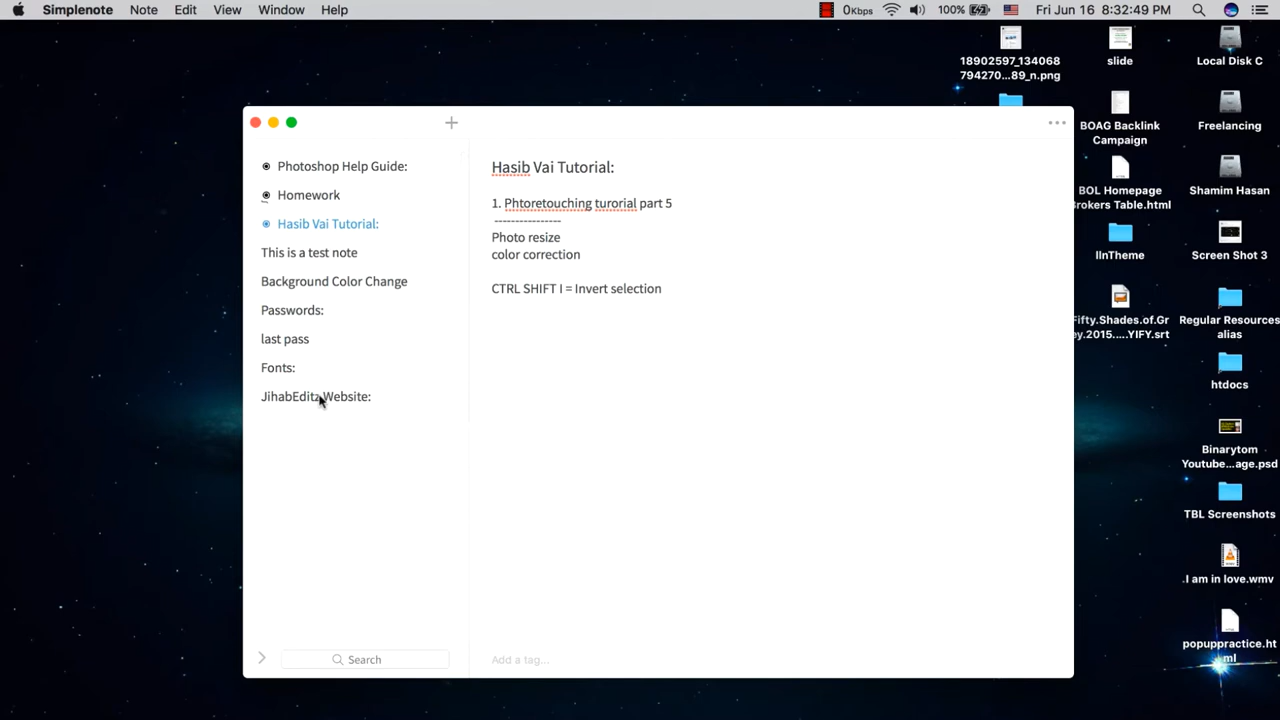 Simplenote Note Edit View Window Help 0Kbps 100% Fri Jun 16 8:32:49 PM
18902597_134068
794270...89_n.png
slide
Local Disk C
BOAG Backlink
Campaign
Freelancing
BOL Homepage
Brokers Table.html
Shamim Hasan
IInTheme
Screen Shot 3
Fifty.Shades.of.Gr
ey.2015.....YIFY.srt
Regular Resources
alias
htdocs
Binarytom
Youtube...age.psd
TBL Screenshots
.I am in love.wmv
popuppractice.ht
ml
Photoshop Help Guide:
Homework
Hasib Vai Tutorial:
This is a test note
Background Color Change
Passwords:
last pass
Fonts:
JihabEditz Website:
Search
Hasib Vai Tutorial:
1. Phtoretouching turorial part 5
----------------
Photo resize
color correction
CTRL SHIFT I = Invert selection
Add a tag...